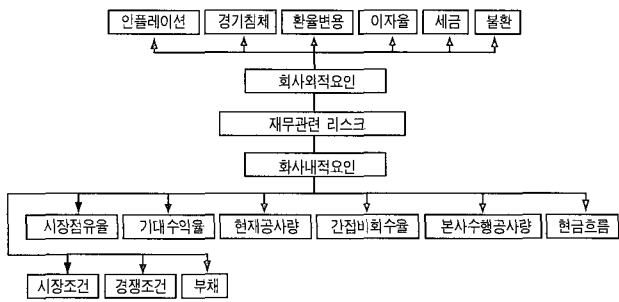 인플레이션 경기침체 환율변용 이자율 세금 불환
회사외적요인
재무관련 리스크
화사내적요인
시장점유율 기대수익율 현재공사량 간접비회수율 본사수행공사량 현금흐름
시장조건 경쟁조건 부채